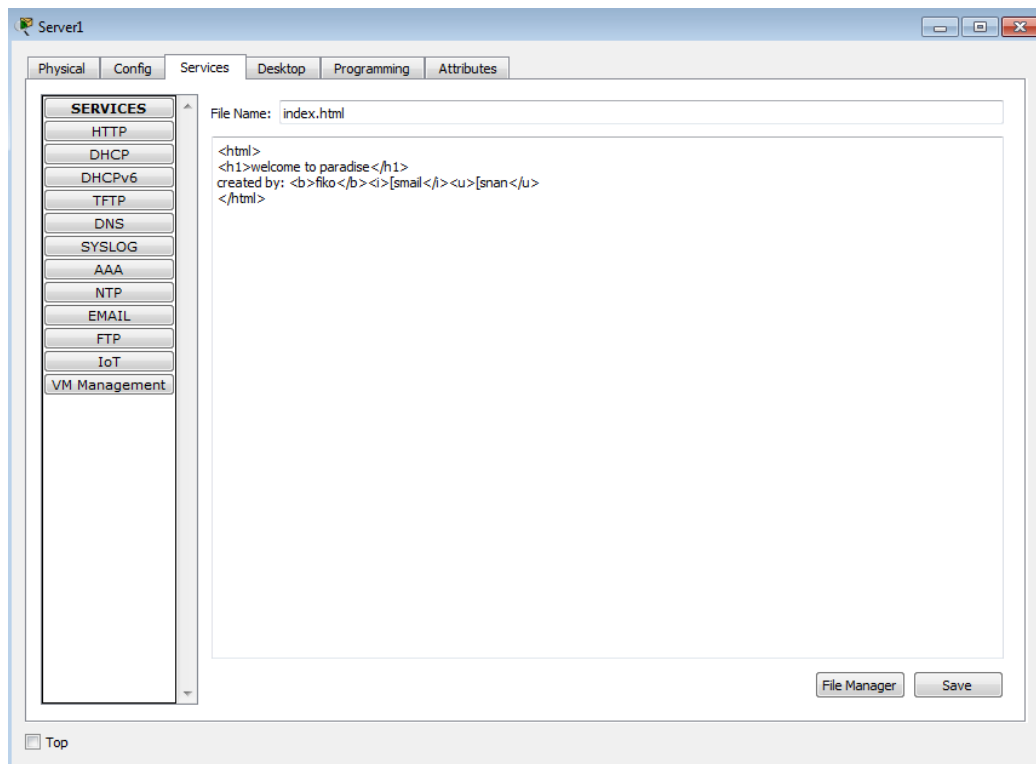 Server1
Physical Config Services Desktop Programming Attributes
SERVICES
HTTP
DHCP
DHCPv6
TFTP
DNS
SYSLOG
AAA
NTP
EMAIL
FTP
IoT
VM Management
File Name: index.html
<html>
<h1>welcome to paradise</h1>
created by: <b>fiko</b><i>[smail</i><u>[snan</u>
</html>
File Manager Save
Top